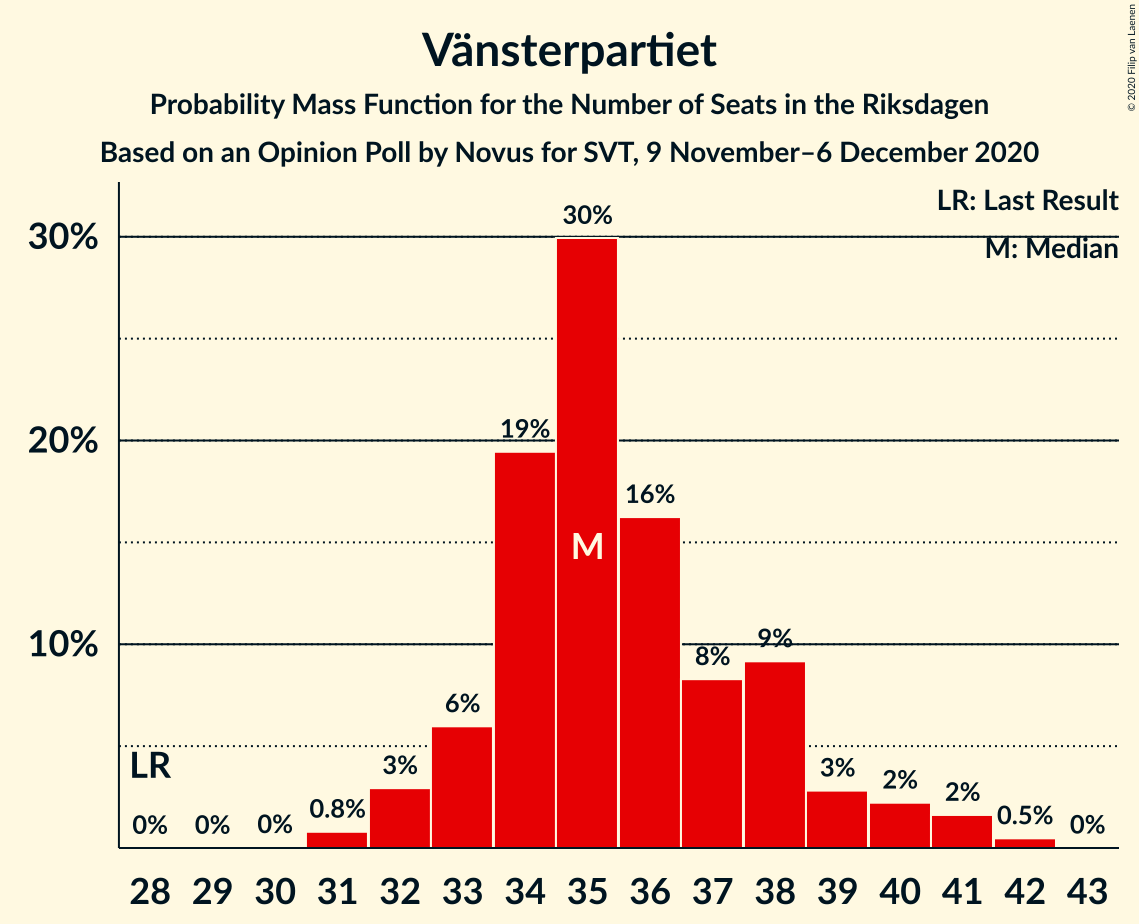 Vänsterpartiet
Probability Mass Function for the Number of Seats in the Riksdagen
Based on an Opinion Poll by Novus for SVT, 9 November–6 December 2020
© 2020 Filip van Laenen
LR: Last Result
M: Median
30%
20%
10%
LR
M
0% 0% 0% 0.8% 3% 6% 19% 30% 16% 8% 9% 3% 2% 2% 0.5% 0%
28 29 30 31 32 33 34 35 36 37 38 39 40 41 42 43